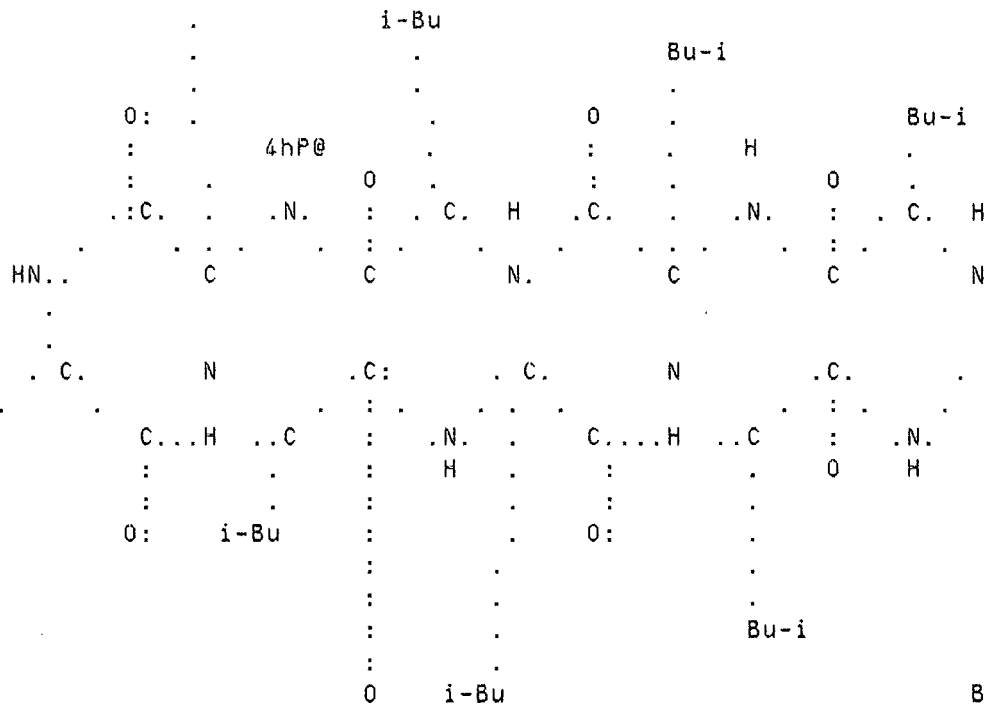 . i-Bu
. . Bu-i
. . .
O: . . O . Bu-i
: 4hP@ . : . H .
: . O . : . O .
.:C. . .N. : . C. H .C. . .N. : . C. H
. . . . . . : . . . . . . . . . : . . .
HN.. C C N. C C N
.
.
. C. N .C: . C. N .C. .
. . . : . . . . . . : . .
C...H ..C : .N. . C....H ..C : .N.
: . : H . : . O H
: . : . : .
O: i-Bu : . O: .
: . .
: . .
: . Bu-i
: .
O i-Bu B